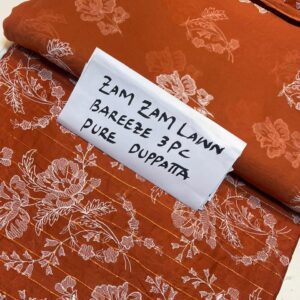 ZAM ZAM LAWN
BAREEZE 3PC
PURE DUPPATTA